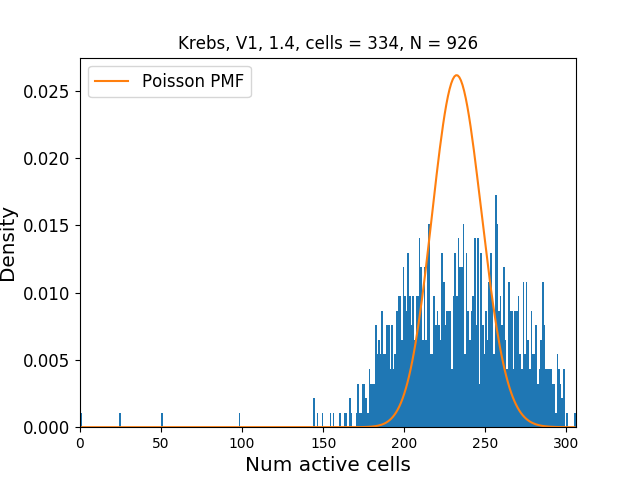 Krebs, V1, 1.4, cells = 334, N = 926
Poisson PMF
0.025
0.020
0.015
0.010
0.005
0.000
Density
0 50 100 150 200 250 300
Num active cells